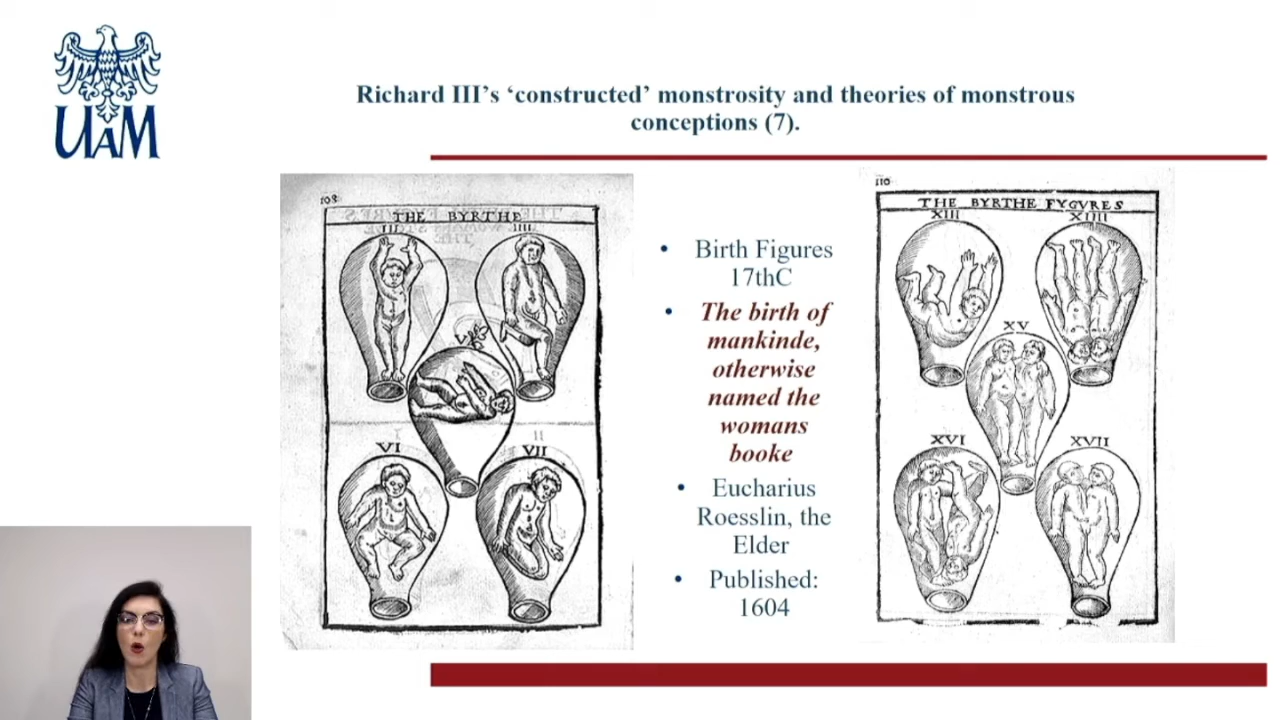 UAM
Richard III’s ‘constructed’ monstrosity and theories of monstrous
conceptions (7).
108
THE BYRTHE
III
IIII
V
VI
VII
• Birth Figures
17thC
• The birth of
mankinde,
otherwise
named the
womans
booke
• Eucharius
Roesslin, the
Elder
• Published:
1604
110
THE BYRTHE FYGVRES
XIII
XIIII
XV
XVI
XVII